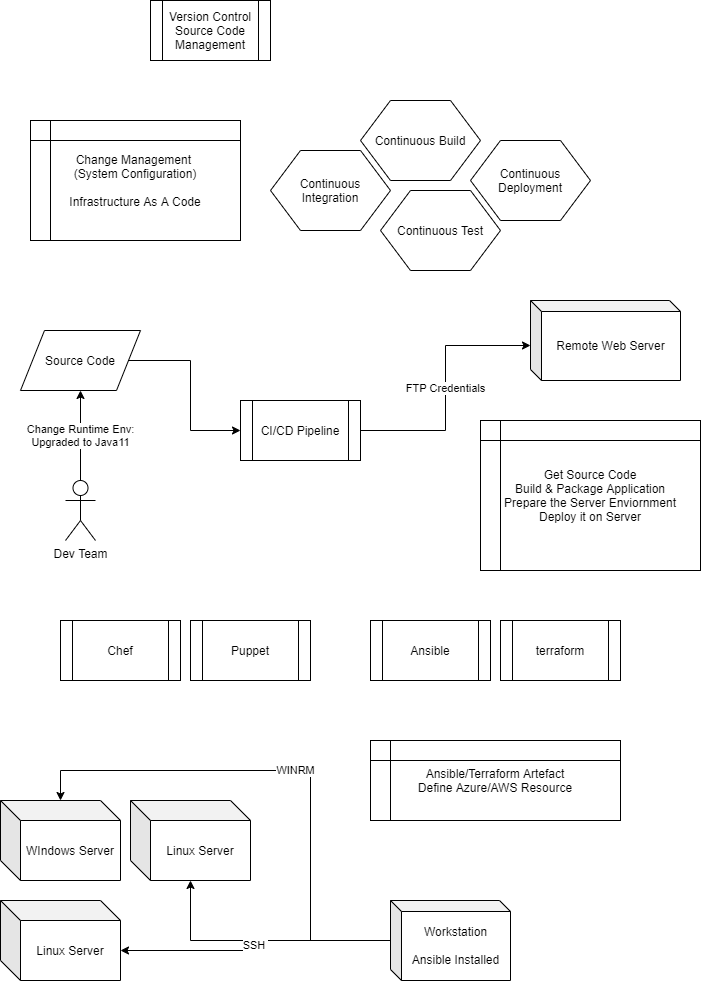 Version Control
Source Code
Management
Change Management
(System Configuration)
Infrastructure As A Code
Continuous Build
Continuous
Integration
Continuous
Deployment
Continuous Test
Source Code
Remote Web Server
FTP Credentials
CI/CD Pipeline
Change Runtime Env:
Upgraded to Java11
Dev Team
Get Source Code
Build & Package Application
Prepare the Server Enviornment
Deploy it on Server
Chef
Puppet
Ansible
terraform
WINRM
Ansible/Terraform Artefact
Define Azure/AWS Resource
WIndows Server
Linux Server
Linux Server
SSH
Workstation
Ansible Installed